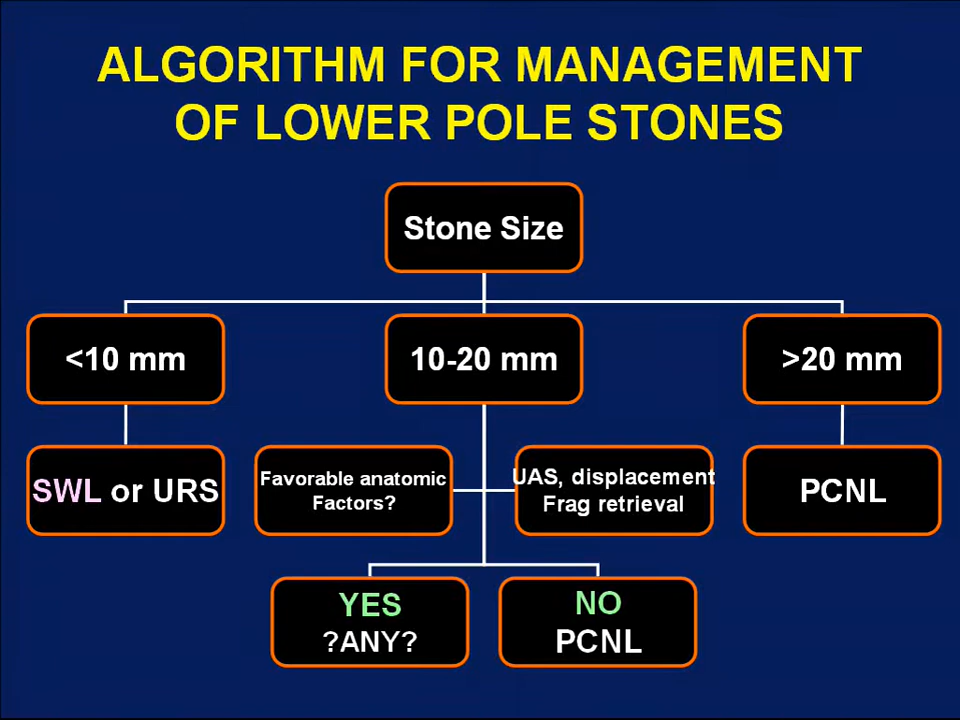 ALGORITHM FOR MANAGEMENT
OF LOWER POLE STONES
Stone Size
<10 mm
10-20 mm
>20 mm
SWL or URS
Favorable anatomic
Factors?
UAS, displacement
Frag retrieval
PCNL
YES
?ANY?
NO
PCNL